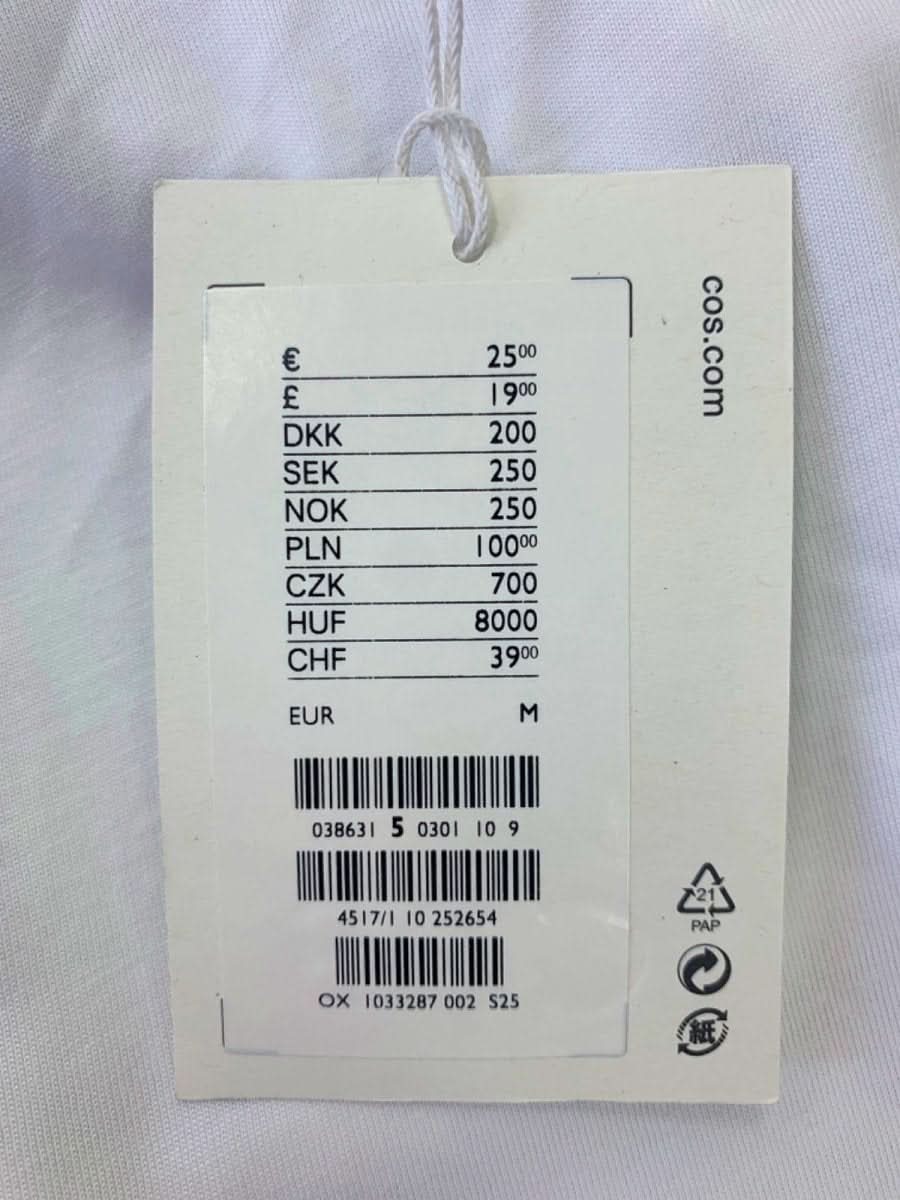 € 25⁰⁰
£ 19⁰⁰
DKK 200
SEK 250
NOK 250
PLN 100⁰⁰
CZK 700
HUF 8000
CHF 39⁰⁰
EUR M
038631 5 0301 10 9
4517/1 10 252654
OX 1033287 002 S25
cos.com
21
PAP
紙